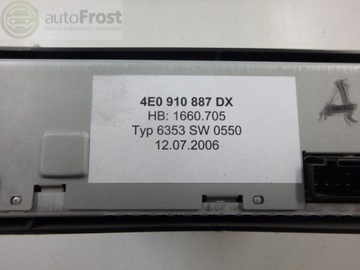 autoFrost
4E0 910 887 DX
HB: 1660.705
Typ 6353 SW 0550
12.07.2006